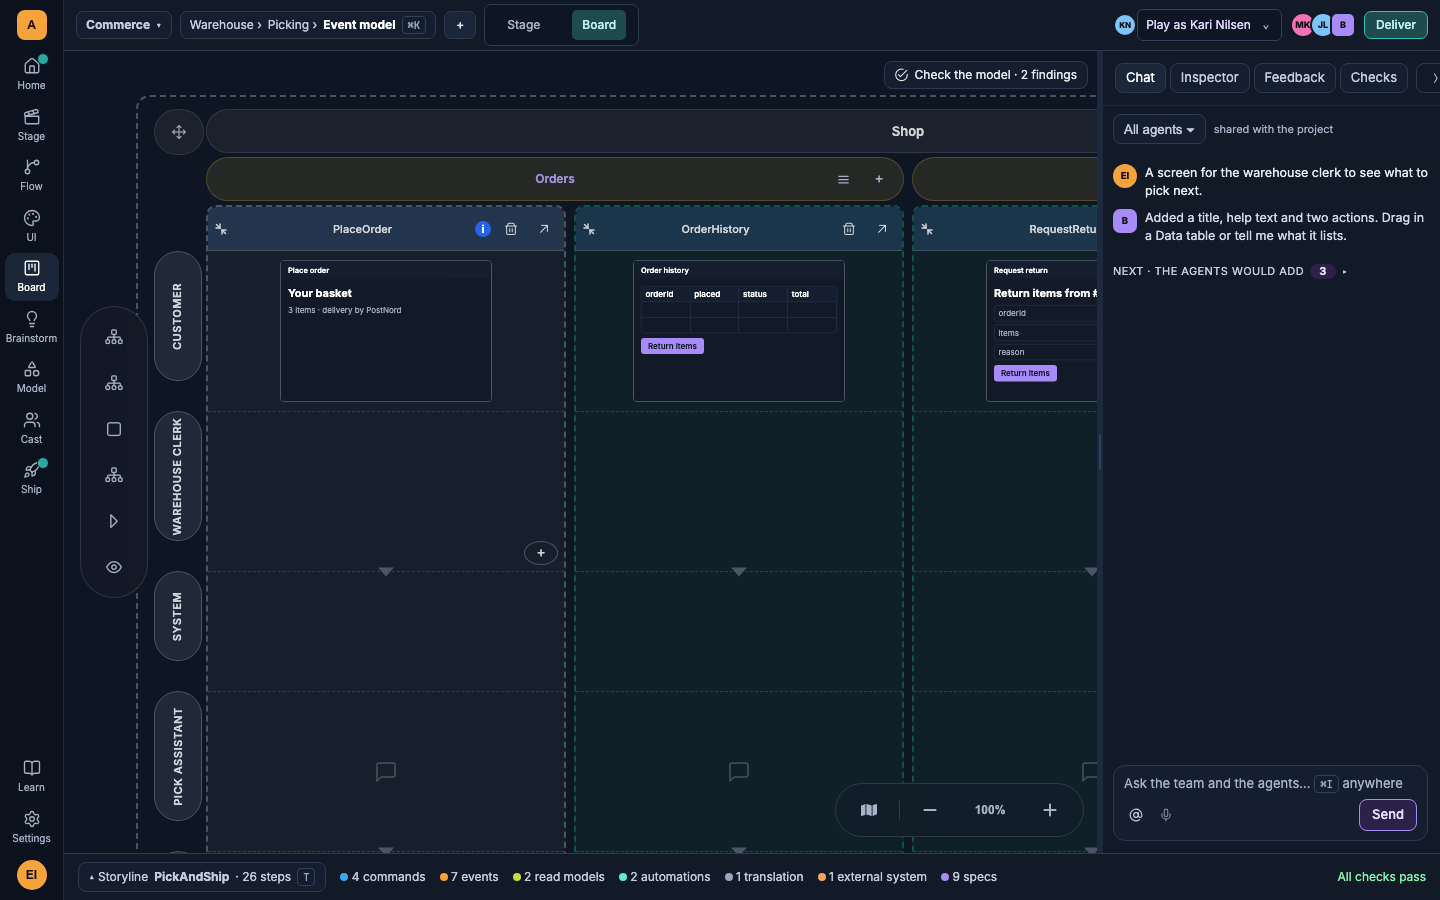 A
Commerce ▾
Warehouse › Picking › Event model ⌘K
+
Stage
Board
KN
Play as Kari Nilsen
MK
JL
B
Deliver
Home
Stage
Flow
UI
Board
Brainstorm
Model
Cast
Ship
Learn
Settings
EI
Check the model · 2 findings
Shop
Orders
+
PlaceOrder
i
OrderHistory
CUSTOMER
WAREHOUSE CLERK
SYSTEM
PICK ASSISTANT
Place order
Your basket
3 items · delivery by PostNord
Order history
orderId placed status total
Return items
Request return
Return items from #
orderId
items
reason
Return items
+
100%
Chat
Inspector
Feedback
Checks
All agents ▾
shared with the project
EI
A screen for the warehouse clerk to see what to
pick next.
B
Added a title, help text and two actions. Drag in
a Data table or tell me what it lists.
NEXT · THE AGENTS WOULD ADD 3
Ask the team and the agents... ⌘I anywhere
@
Send
Storyline PickAndShip · 26 steps T
4 commands
7 events
2 read models
2 automations
1 translation
1 external system
9 specs
All checks pass